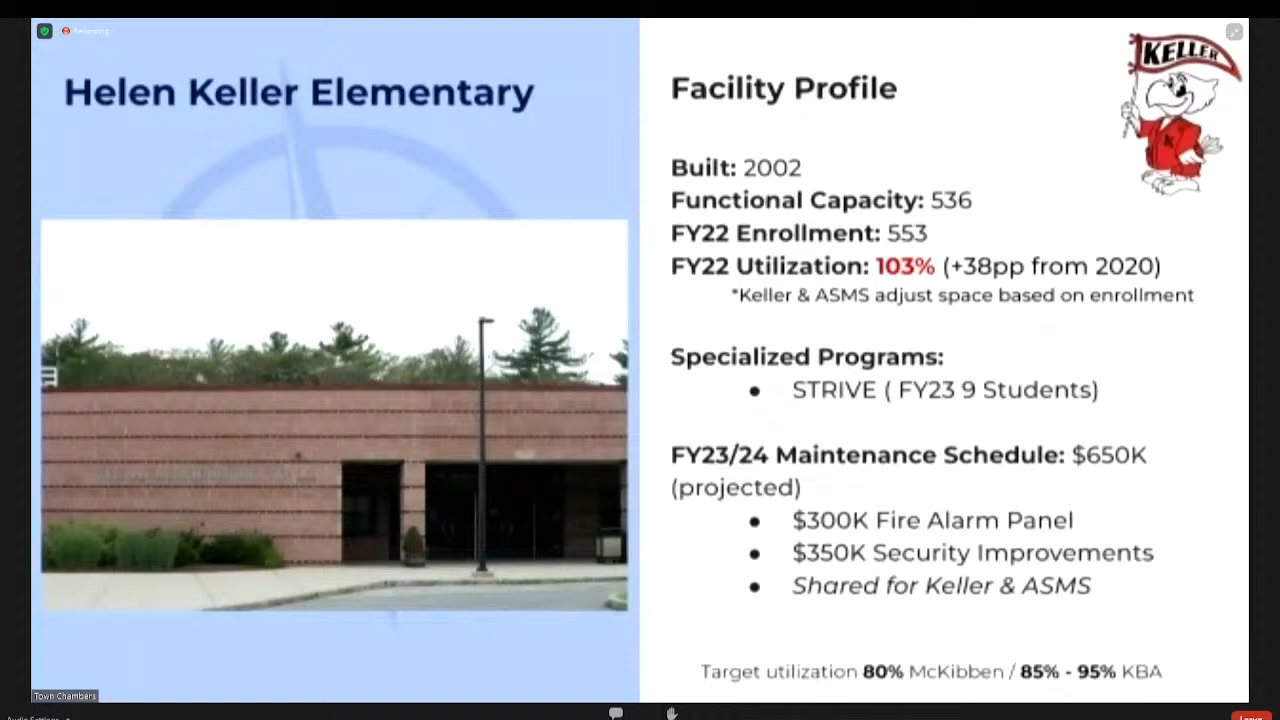 Recording
Helen Keller Elementary
KELLER
K
Facility Profile
Built: 2002
Functional Capacity: 536
FY22 Enrollment: 553
FY22 Utilization: 103% (+38pp from 2020)
*Keller & ASMS adjust space based on enrollment
Specialized Programs:
● STRIVE ( FY23 9 Students)
FY23/24 Maintenance Schedule: $650K
(projected)
● $300K Fire Alarm Panel
● $350K Security Improvements
● Shared for Keller & ASMS
Target utilization 80% McKibben / 85% - 95% KBA
Town Chambers
Audio Settings
Leave